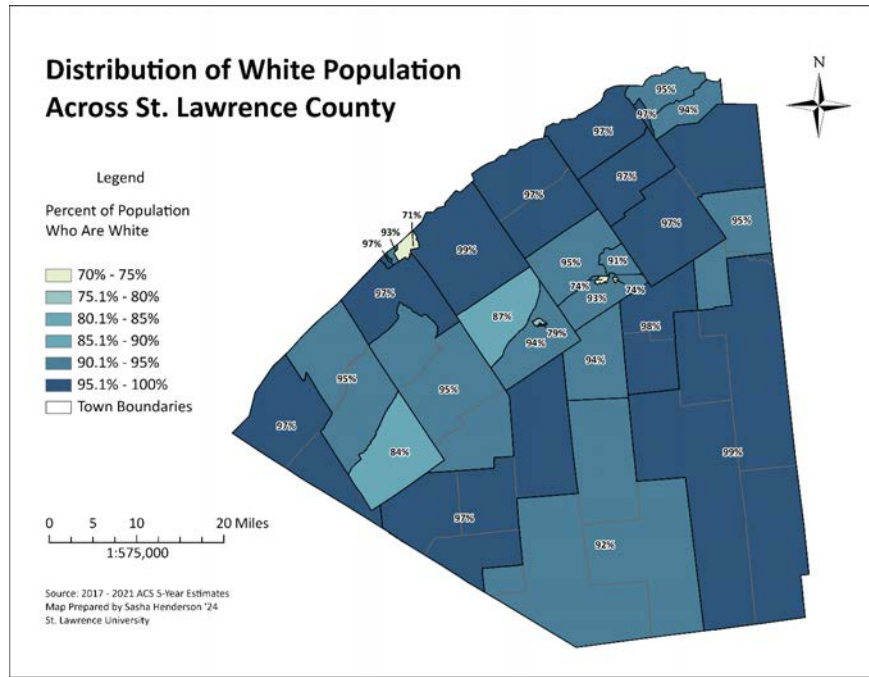 Distribution of White Population
Across St. Lawrence County
N
Legend
Percent of Population
Who Are White
70% - 75%
75.1% - 80%
80.1% - 85%
85.1% - 90%
90.1% - 95%
95.1% - 100%
Town Boundaries
95%
97%
94%
97%
97%
97%
71%
93%
97%
99%
97%
95%
95%
91%
74%
93%
74%
97%
87%
79%
94%
98%
94%
95%
95%
97%
84%
99%
97%
92%
0 5 10 20 Miles
1:575,000
Source: 2017 - 2021 ACS 5-Year Estimates
Map Prepared by Sasha Henderson '24
St. Lawrence University